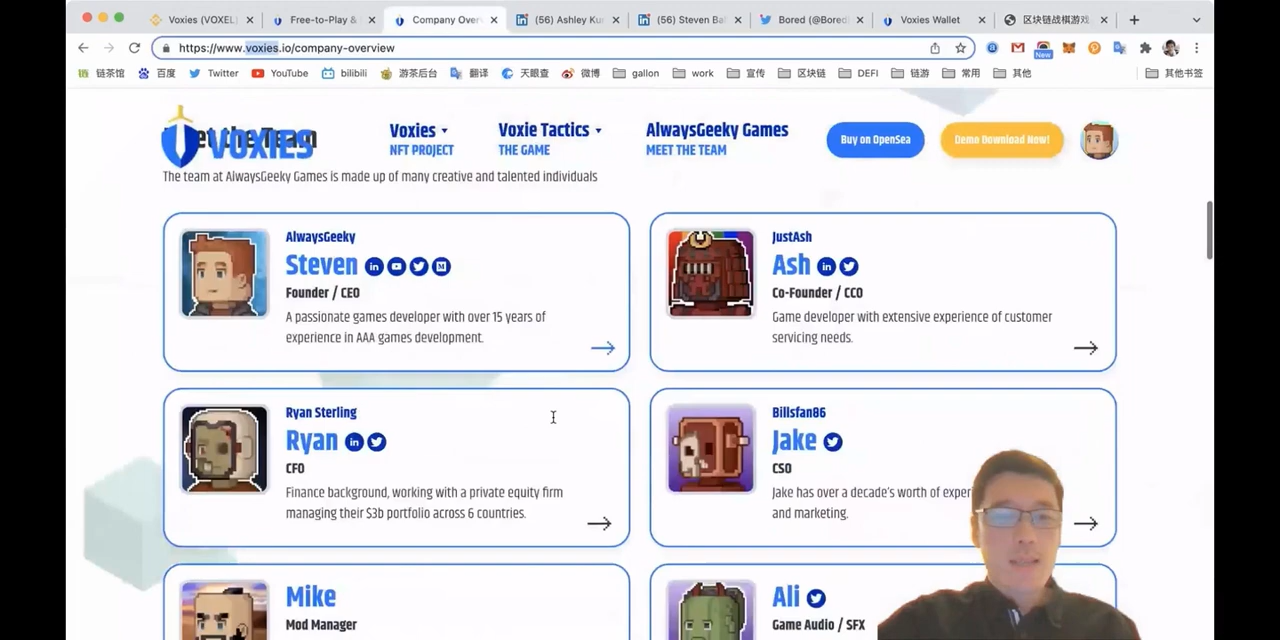 Voxies (VOXEL)
Free-to-Play &
Company Over
(56) Ashley Ku
(56) Steven Ba
Bored (@Bored
Voxies Wallet
区块链战棋游戏
https://www.voxies.io/company-overview
New
链茶馆
百度
Twitter
YouTube
bilibili
游茶后台
翻译
天眼查
微博
gallon
work
宣传
区块链
DEFI
链游
常用
其他
其他书签
et the Team
VOXIES
Voxies
NFT PROJECT
Voxie Tactics
THE GAME
AlwaysGeeky Games
MEET THE TEAM
Buy on OpenSea
Demo Download Now!
The team at AlwaysGeeky Games is made up of many creative and talented individuals
AlwaysGeeky
Steven
Founder / CEO
A passionate games developer with over 15 years of
experience in AAA games development.
JustAsh
Ash
Co-Founder / CCO
Game developer with extensive experience of customer
servicing needs.
Ryan Sterling
Ryan
CFO
Finance background, working with a private equity firm
managing their $3b portfolio across 6 countries.
Billsfan86
Jake
CSO
Jake has over a decade's worth of exper
and marketing.
Mike
Mod Manager
Ali
Game Audio / SFX